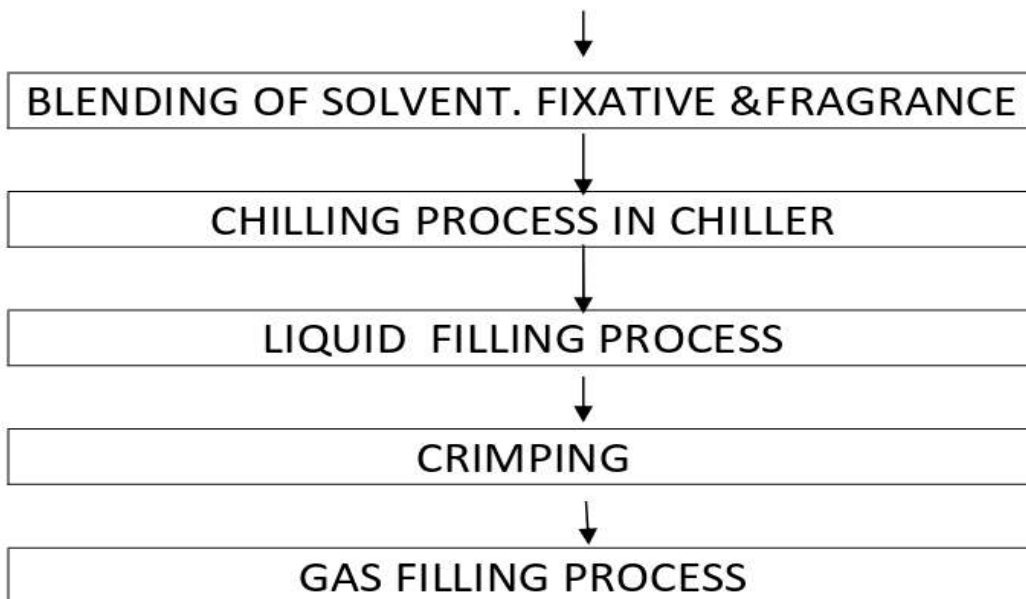 BLENDING OF SOLVENT. FIXATIVE &FRAGRANCE
CHILLING PROCESS IN CHILLER
LIQUID FILLING PROCESS
CRIMPING
GAS FILLING PROCESS